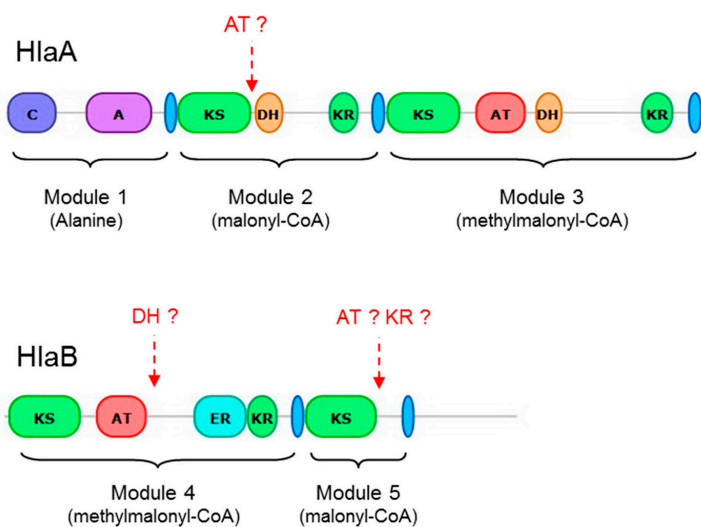 AT ?
HlaA
C A KS DH KR KS AT DH KR
Module 1 Module 2 Module 3
(Alanine) (malonyl-CoA) (methylmalonyl-CoA)
DH ? AT ? KR ?
HlaB
KS AT ER KR KS
Module 4 Module 5
(methylmalonyl-CoA) (malonyl-CoA)